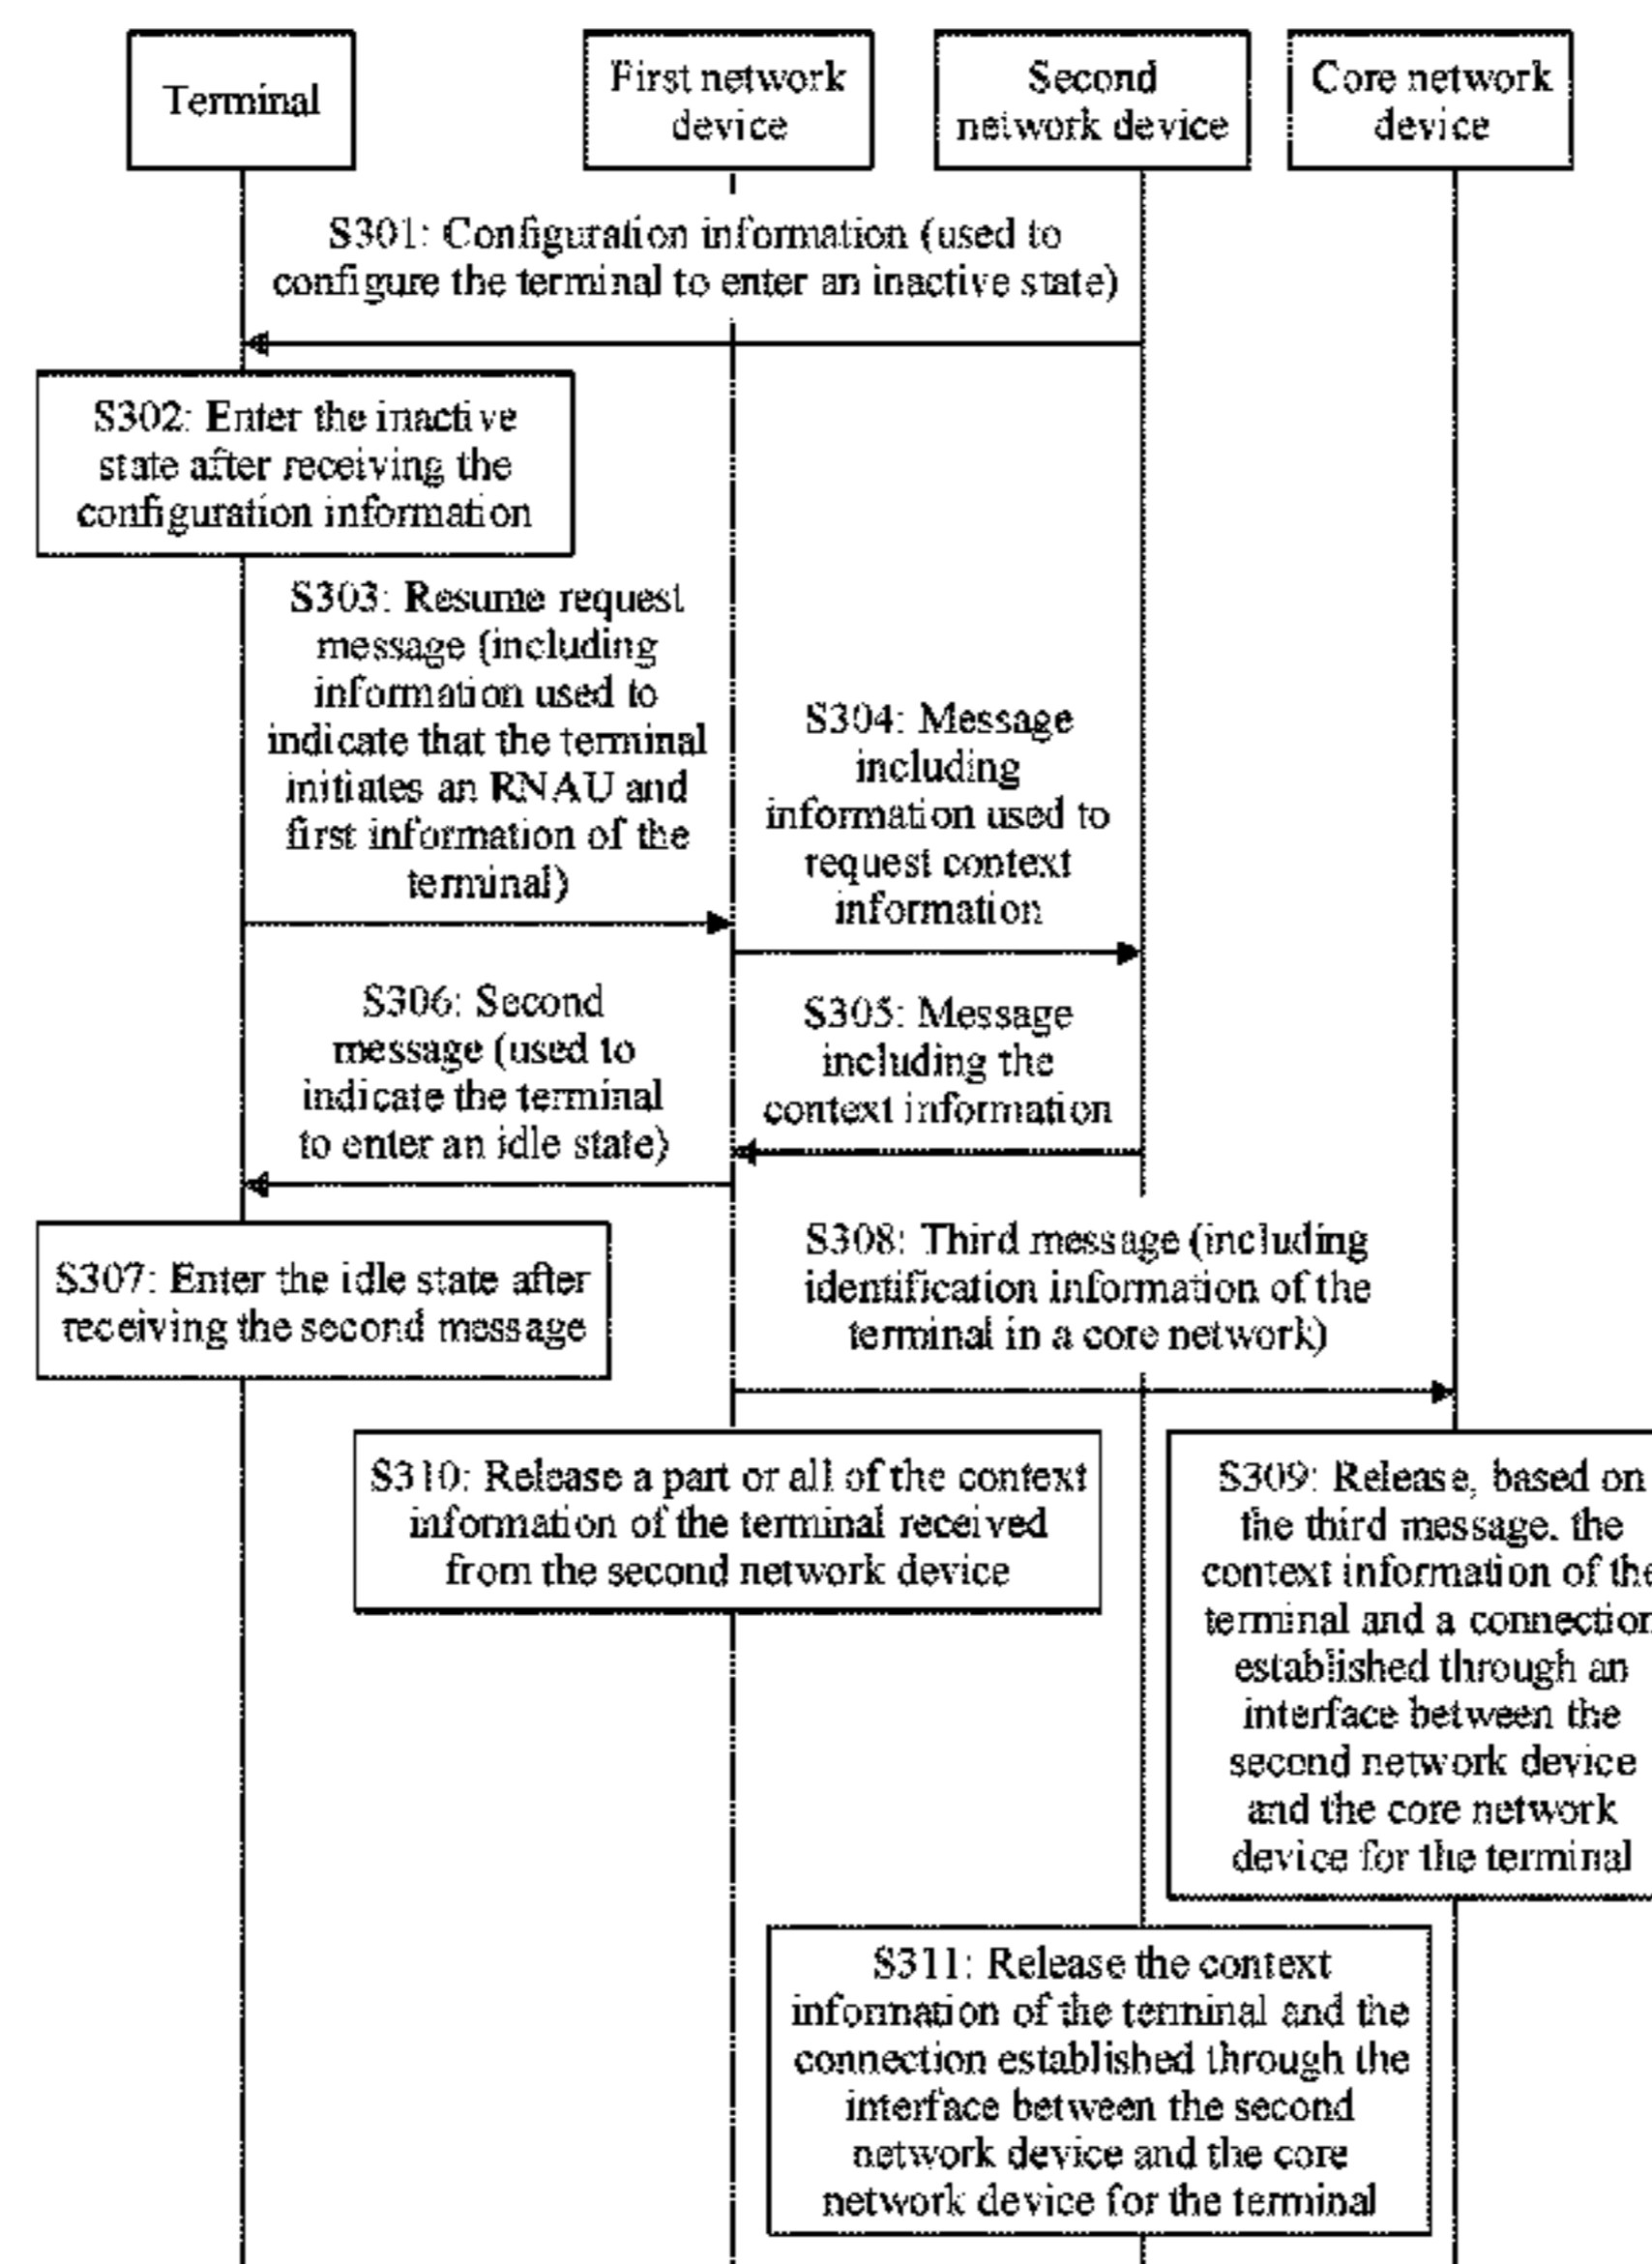 Terminal
First network
device
Second
network device
Core network
device
S301: Configuration information (used to
configure the terminal to enter an inactive state)
S302: Enter the inactive
state after receiving the
configuration information
S303: Resume request
message (including
information used to
indicate that the terminal
initiates an RNAU and
first information of the
terminal)
S304: Message
including
information used to
request context
information
S306: Second
message (used to
indicate the terminal
to enter an idle state)
S305: Message
including the
context information
S307: Enter the idle state after
receiving the second message
S308: Third message (including
identification information of the
terminal in a core network)
S310: Release a part or all of the context
information of the terminal received
from the second network device
S309: Release, based on
the third message, the
context information of the
terminal and a connection
established through an
interface between the
second network device
and the core network
device for the terminal
S311: Release the context
information of the terminal and the
connection established through the
interface between the second
network device and the core
network device for the terminal